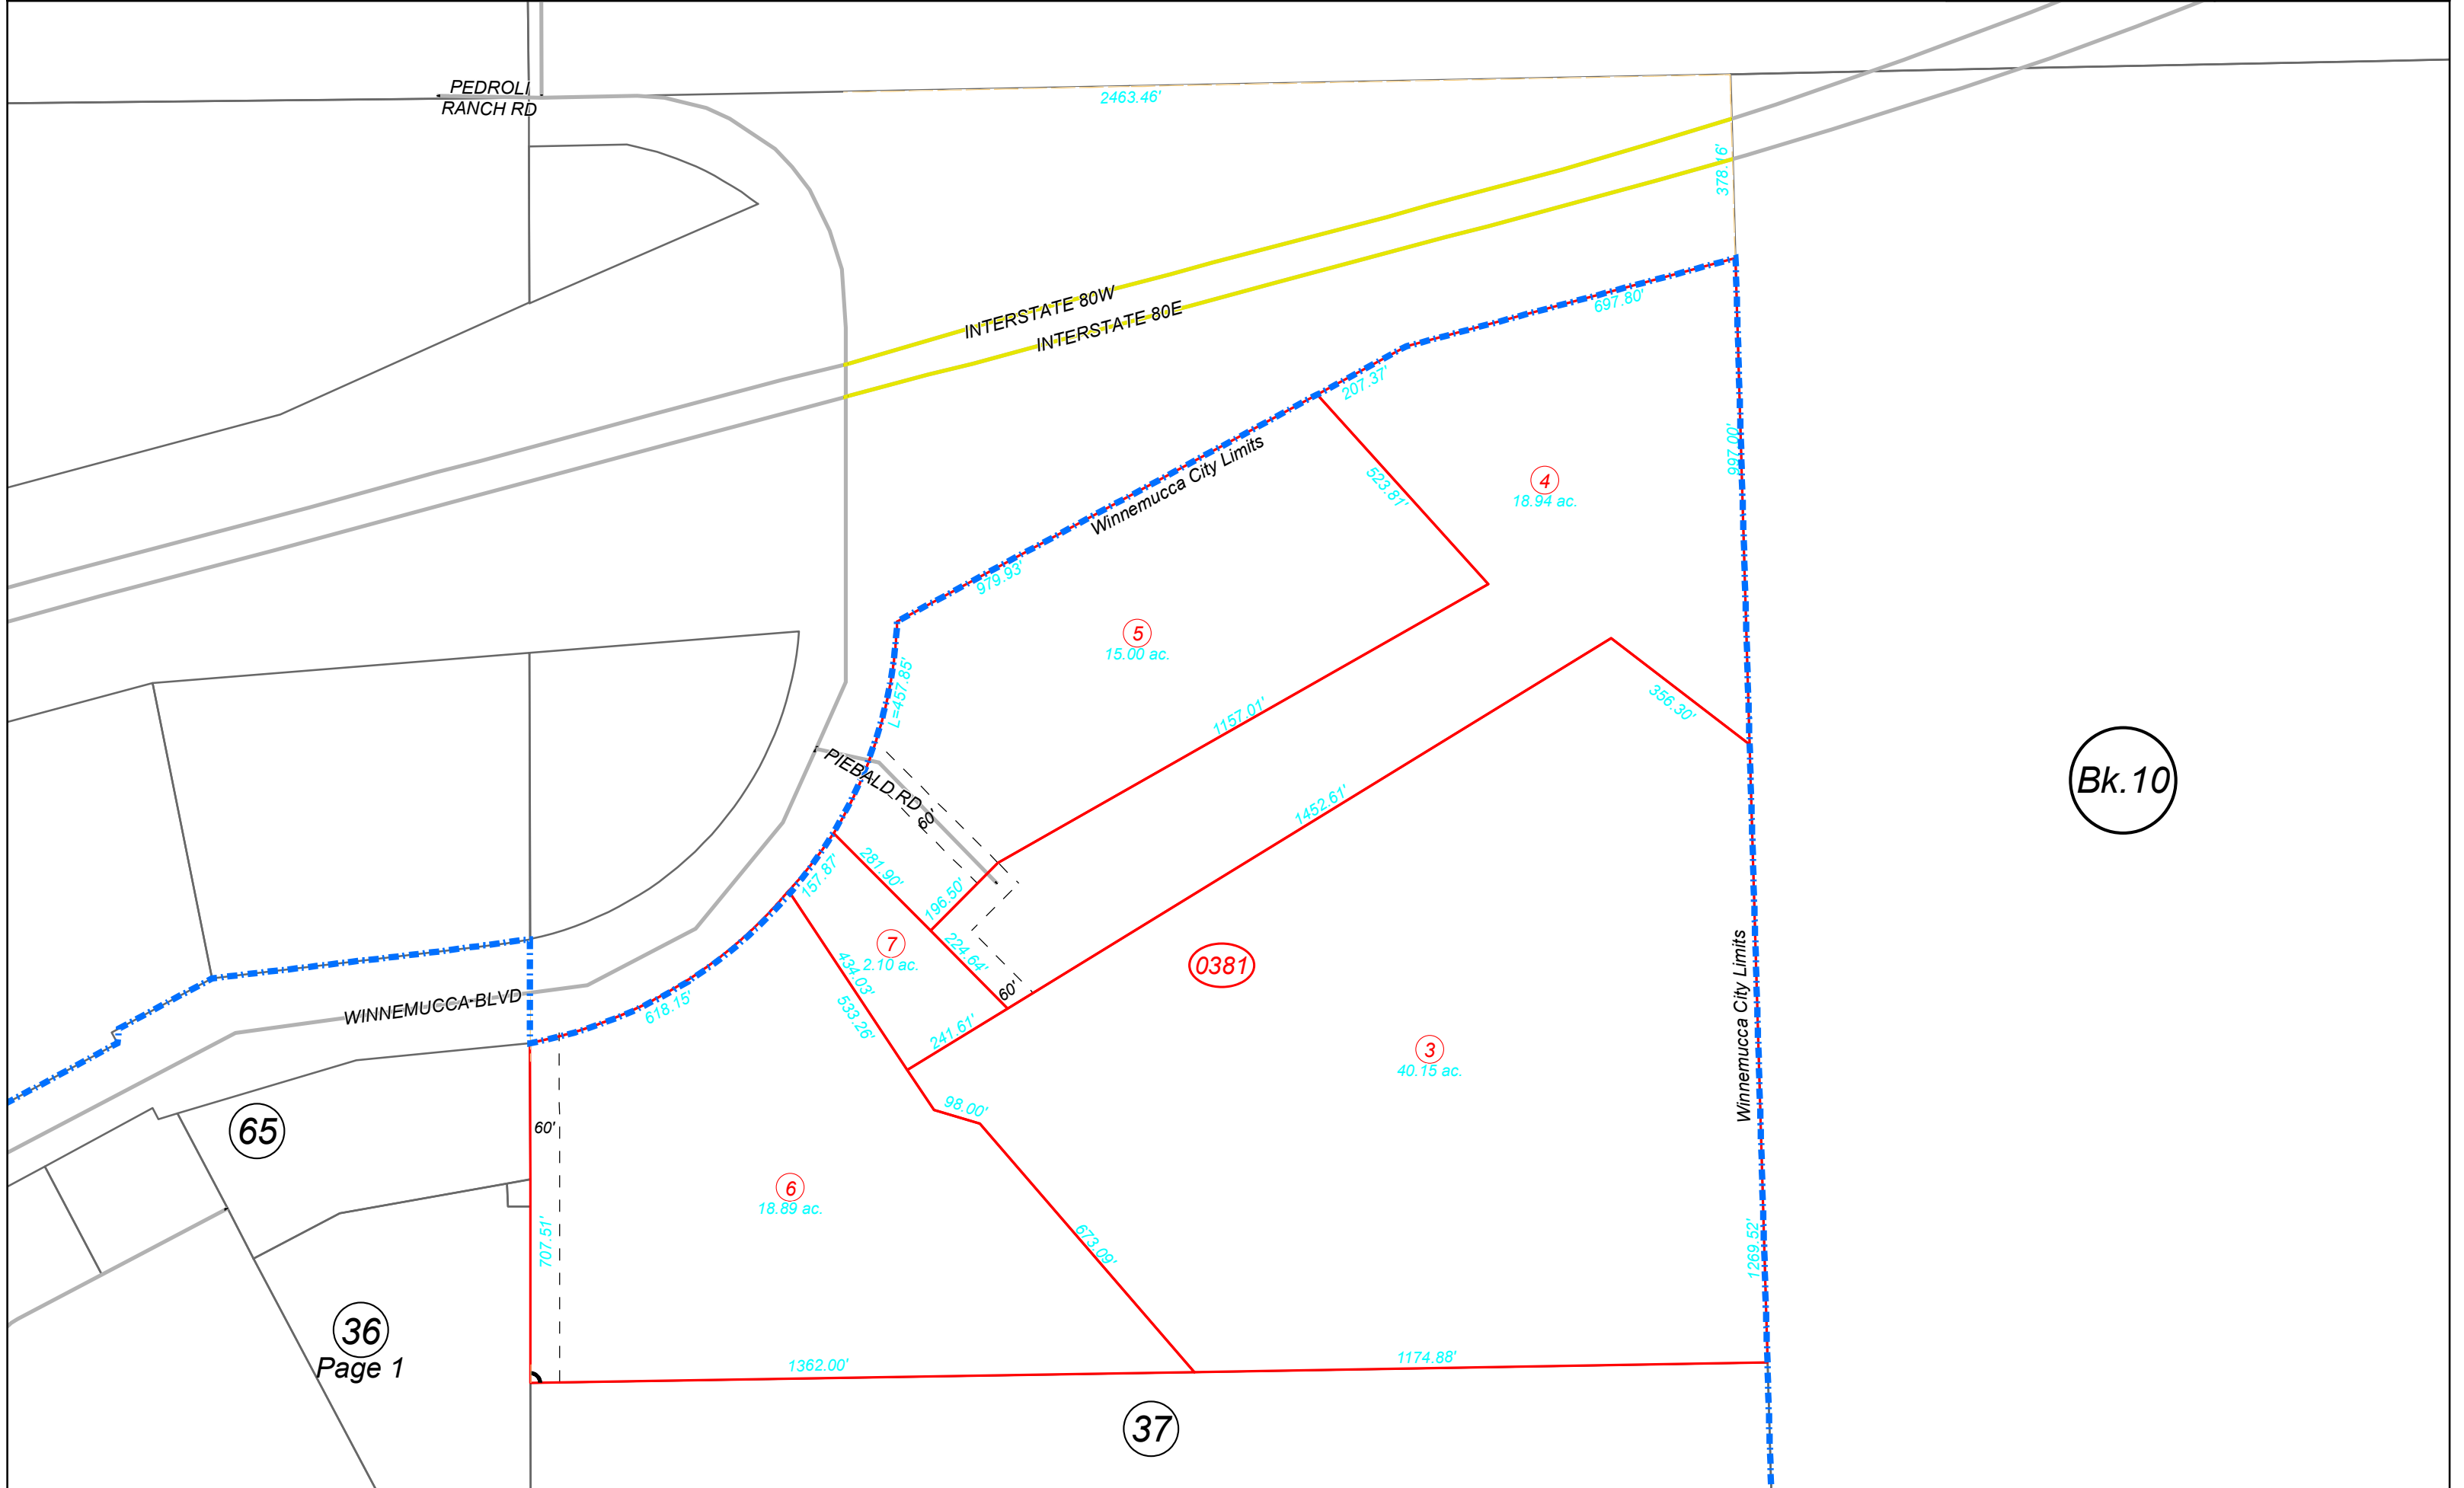 PEDROLI
RANCH RD
2463.46'
378.16'
INTERSTATE 80W
INTERSTATE 80E
697.80'
207.37'
Winnemucca City Limits
523.81'
997.00'
4
18.94 ac.
979.93'
5
15.00 ac.
L=457.85'
1157.01'
356.30'
PIEBALD RD
60'
1452.61'
Bk.10
157.87'
281.90'
196.50'
7
2.10 ac.
224.64'
434.03'
533.26'
60'
241.61'
0381
WINNEMUCCA BLVD
618.15'
Winnemucca City Limits
3
40.15 ac.
65
60'
98.00'
6
18.89 ac.
707.51'
673.09'
1269.52'
36
Page 1
1362.00'
1174.88'
37